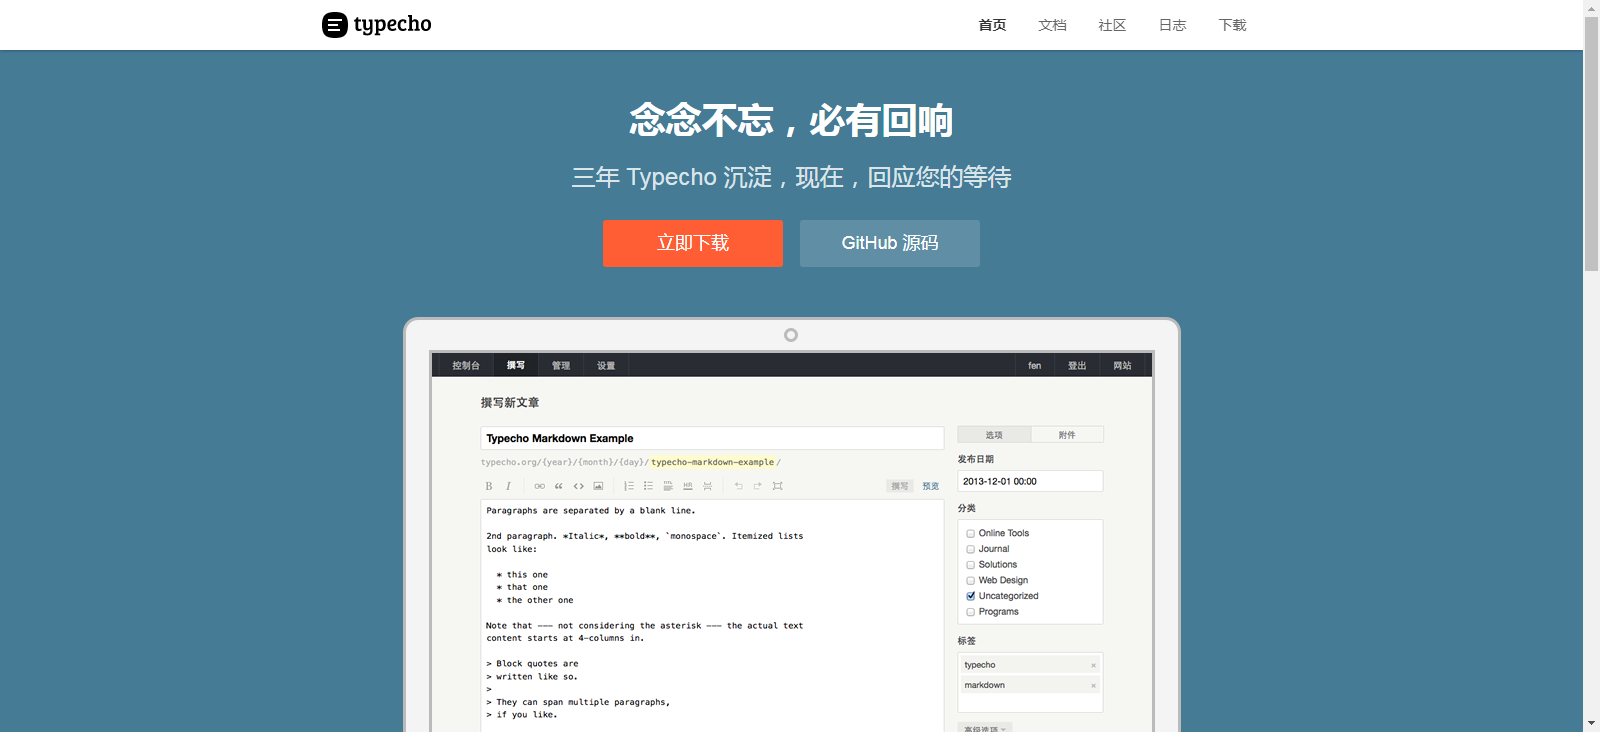 typecho
首页 文档 社区 日志 下载
念念不忘，必有回响
三年 Typecho 沉淀，现在，回应您的等待
立即下载 GitHub 源码
控制台 撰写 管理 设置 fen 登出 网站
撰写新文章
Typecho Markdown Example
typecho.org/{year}/{month}/{day}/typecho-markdown-example/
B I 撰写 预览
Paragraphs are separated by a blank line.
2nd paragraph. *Italic*, **bold**, `monospace`. Itemized lists
look like:
* this one
* that one
* the other one
Note that --- not considering the asterisk --- the actual text
content starts at 4-columns in.
> Block quotes are
> written like so.
>
> They can span multiple paragraphs,
> if you like.
选项 附件
发布日期
2013-12-01 00:00
分类
Online Tools
Journal
Solutions
Web Design
Uncategorized
Programs
标签
typecho ×
markdown ×
高级选项